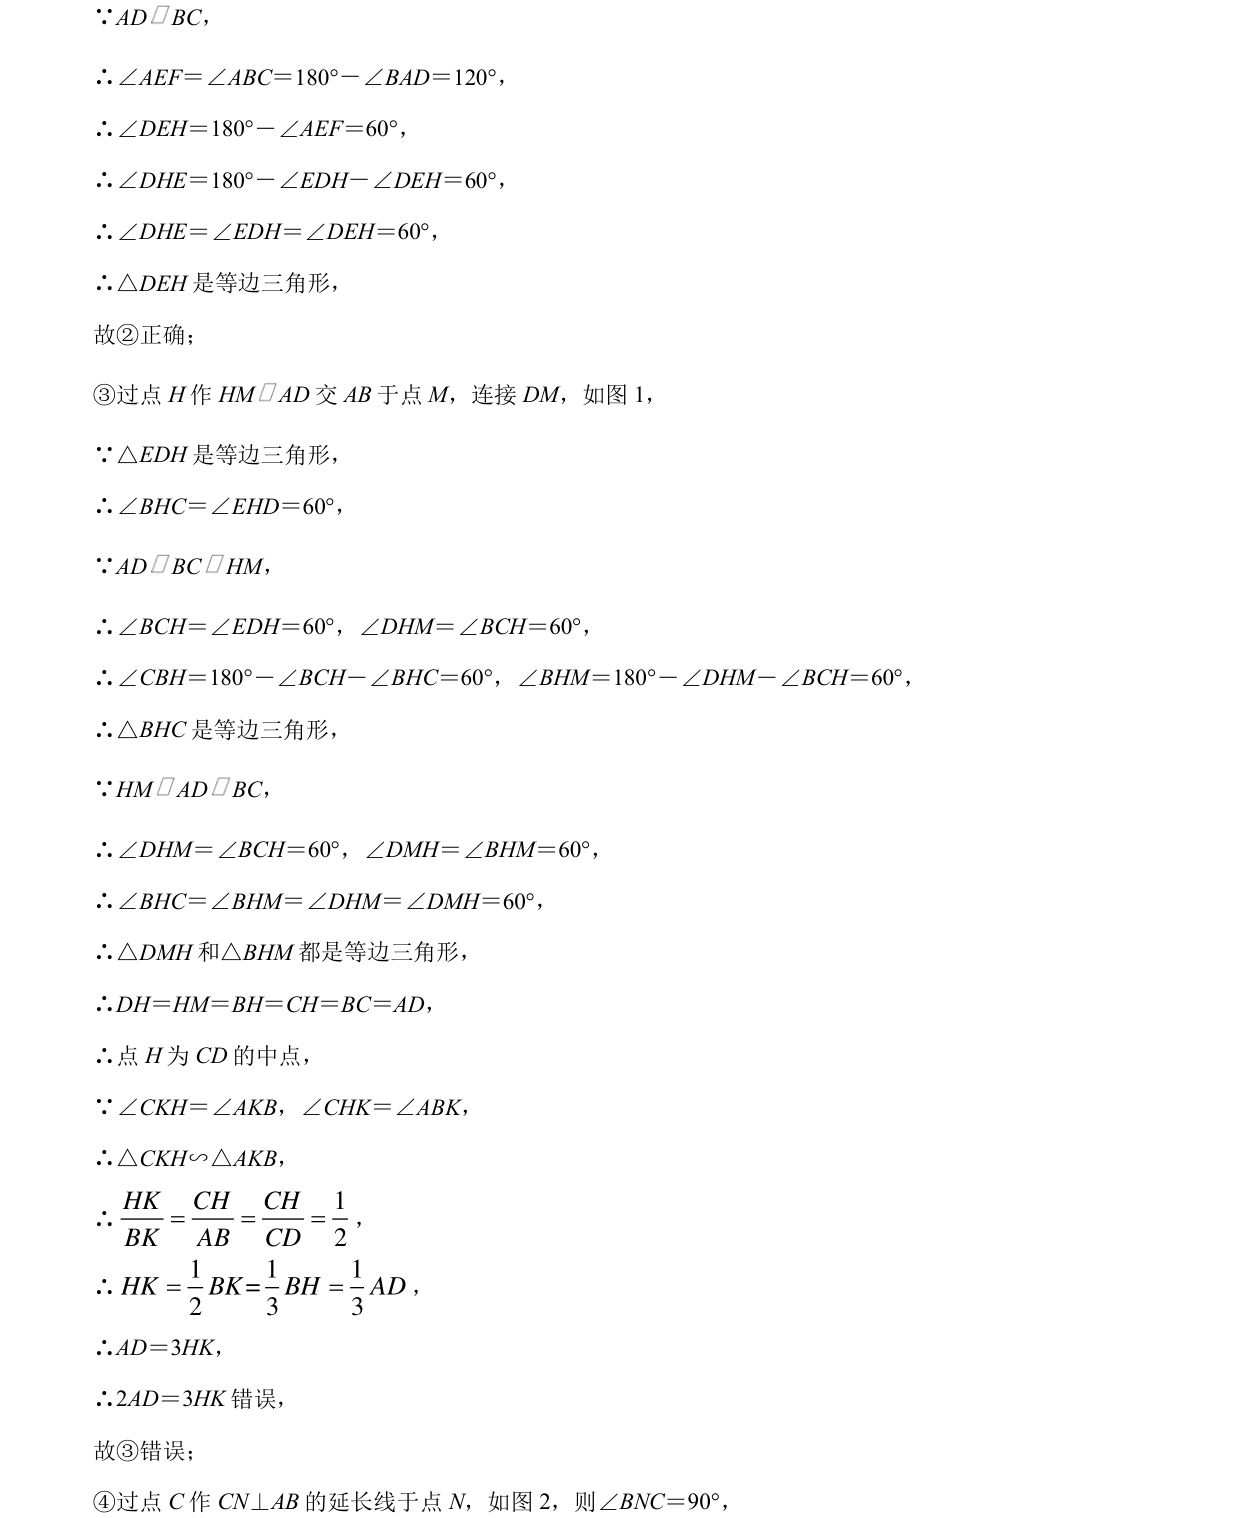 ∵AD▱BC，
∴∠AEF＝∠ABC＝180°－∠BAD＝120°，
∴∠DEH＝180°－∠AEF＝60°，
∴∠DHE＝180°－∠EDH－∠DEH＝60°，
∴∠DHE＝∠EDH＝∠DEH＝60°，
∴△DEH是等边三角形，
故②正确；
③过点H作HM▱AD交AB于点M，连接DM，如图1，
∵△EDH是等边三角形，
∴∠BHC＝∠EHD＝60°，
∵AD▱BC▱HM，
∴∠BCH＝∠EDH＝60°，∠DHM＝∠BCH＝60°，
∴∠CBH＝180°－∠BCH－∠BHC＝60°，∠BHM＝180°－∠DHM－∠BCH＝60°，
∴△BHC是等边三角形，
∵HM▱AD▱BC，
∴∠DHM＝∠BCH＝60°，∠DMH＝∠BHM＝60°，
∴∠BHC＝∠BHM＝∠DHM＝∠DMH＝60°，
∴△DMH和△BHM都是等边三角形，
∴DH＝HM＝BH＝CH＝BC＝AD，
∴点H为CD的中点，
∵∠CKH＝∠AKB，∠CHK＝∠ABK，
∴△CKH∽△AKB，
∴HK/BK=CH/AB=CH/CD=1/2，
∴HK=1/2BK=1/3BH=1/3AD，
∴AD＝3HK，
∴2AD＝3HK错误，
故③错误；
④过点C作CN⊥AB的延长线于点N，如图2，则∠BNC＝90°，